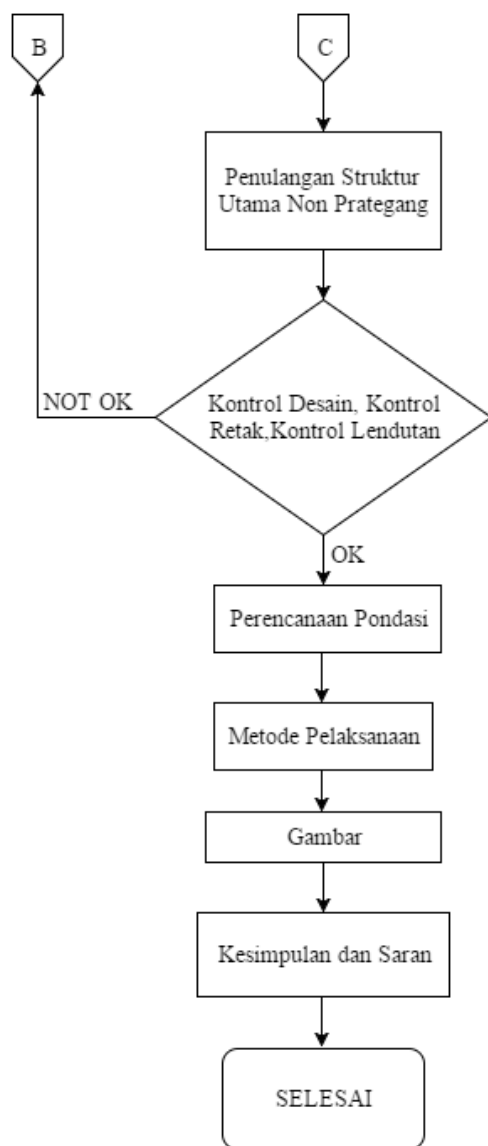 B
C
Penulangan Struktur
Utama Non Prategang
Kontrol Desain, Kontrol
Retak,Kontrol Lendutan
NOT OK
OK
Perencanaan Pondasi
Metode Pelaksanaan
Gambar
Kesimpulan dan Saran
SELESAI